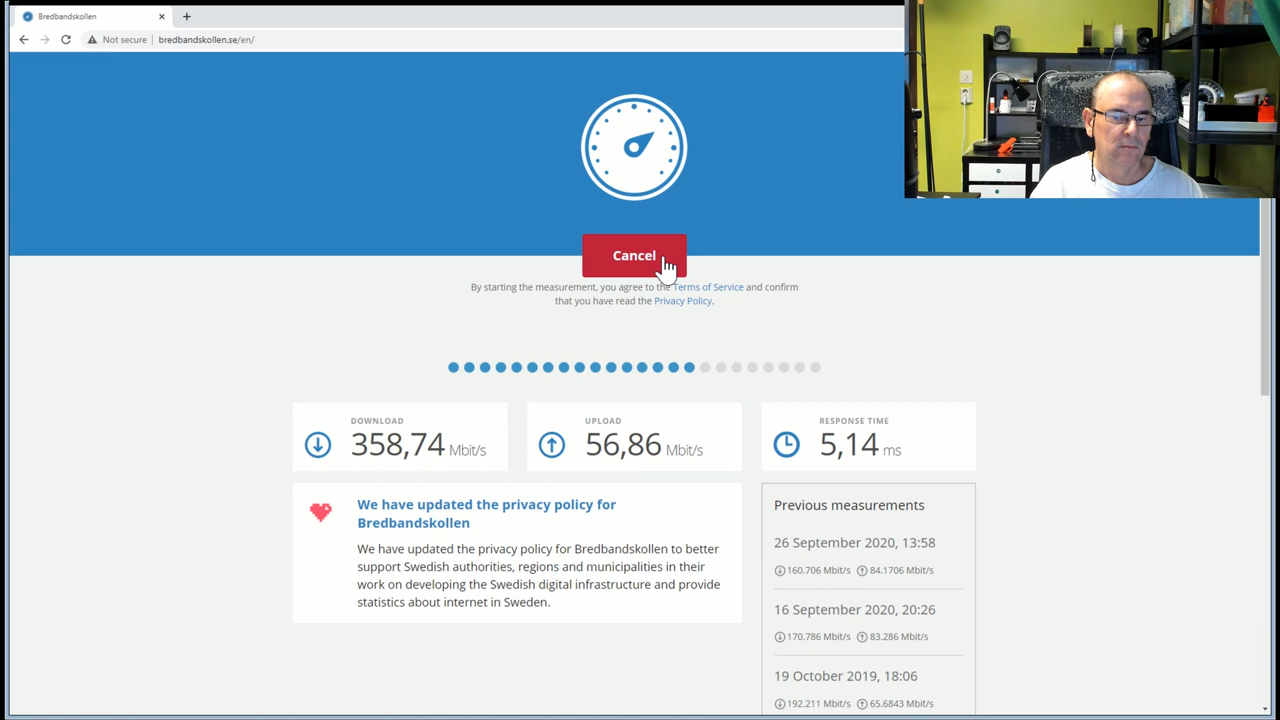 Bredbandskollen
Not secure
bredbandskollen.se/en/
Cancel
By starting the measurement, you agree to the Terms of Service and confirm
that you have read the Privacy Policy.
DOWNLOAD
358,74 Mbit/s
UPLOAD
56,86 Mbit/s
RESPONSE TIME
5,14 ms
We have updated the privacy policy for
Bredbandskollen
We have updated the privacy policy for Bredbandskollen to better
support Swedish authorities, regions and municipalities in their
work on developing the Swedish digital infrastructure and provide
statistics about internet in Sweden.
Previous measurements
26 September 2020, 13:58
160.706 Mbit/s 84.1706 Mbit/s
16 September 2020, 20:26
170.786 Mbit/s 83.286 Mbit/s
19 October 2019, 18:06
192.211 Mbit/s 65.6843 Mbit/s